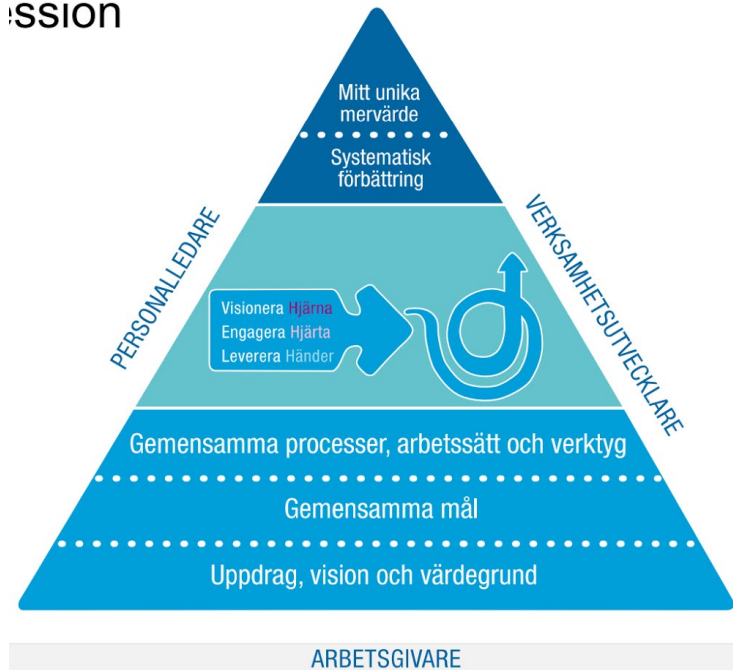 ession
Mitt unika
mervärde
Systematisk
förbättring
PERSONALLEDARE
VERKSAMHETSUTVECKLARE
Visionera Hjärna
Engagera Hjärta
Leverera Händer
Gemensamma processer, arbetssätt och verktyg
Gemensamma mål
Uppdrag, vision och värdegrund
ARBETSGIVARE